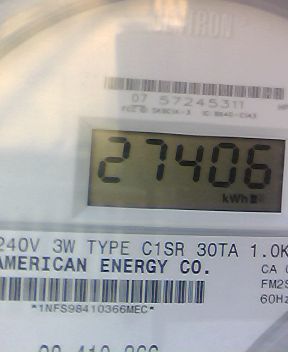 07 57245311
27406
kWh
240V 3W TYPE C1SR 30TA 1.0K
AMERICAN ENERGY CO.
CA
FM2S
60Hz
*1NFS98410366MEC*